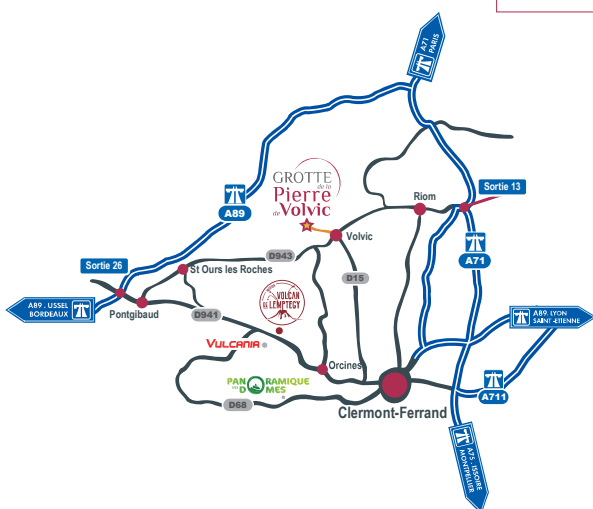 A71
PARIS
GROTTE
de la
Pierre
de Volvic
Riom
Sortie 13
A89
Volvic
D943
A71
Sortie 26
St Ours les Roches
D15
A89 . USSEL
BORDEAUX
Pontgibaud
D941
VOLCAN
DE LEMPTEGY
A89. LYON
SAINT-ETIENNE
VULCANIA
Orcines
PANORAMIQUE
DES DOMES
D68
A711
Clermont-Ferrand
A75 . ISSOIRE
MONTPELLIER